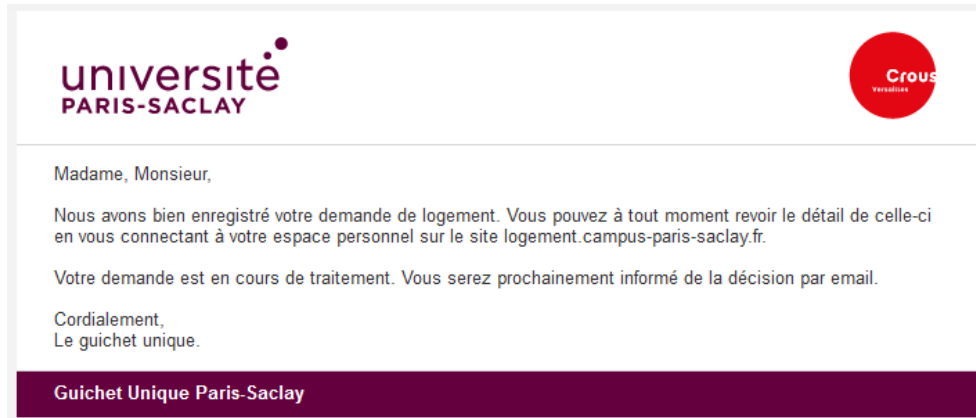 université
PARIS-SACLAY
Crous
Versailles
Madame, Monsieur,
Nous avons bien enregistré votre demande de logement. Vous pouvez à tout moment revoir le détail de celle-ci
en vous connectant à votre espace personnel sur le site logement.campus-paris-saclay.fr.
Votre demande est en cours de traitement. Vous serez prochainement informé de la décision par email.
Cordialement,
Le guichet unique.
Guichet Unique Paris-Saclay